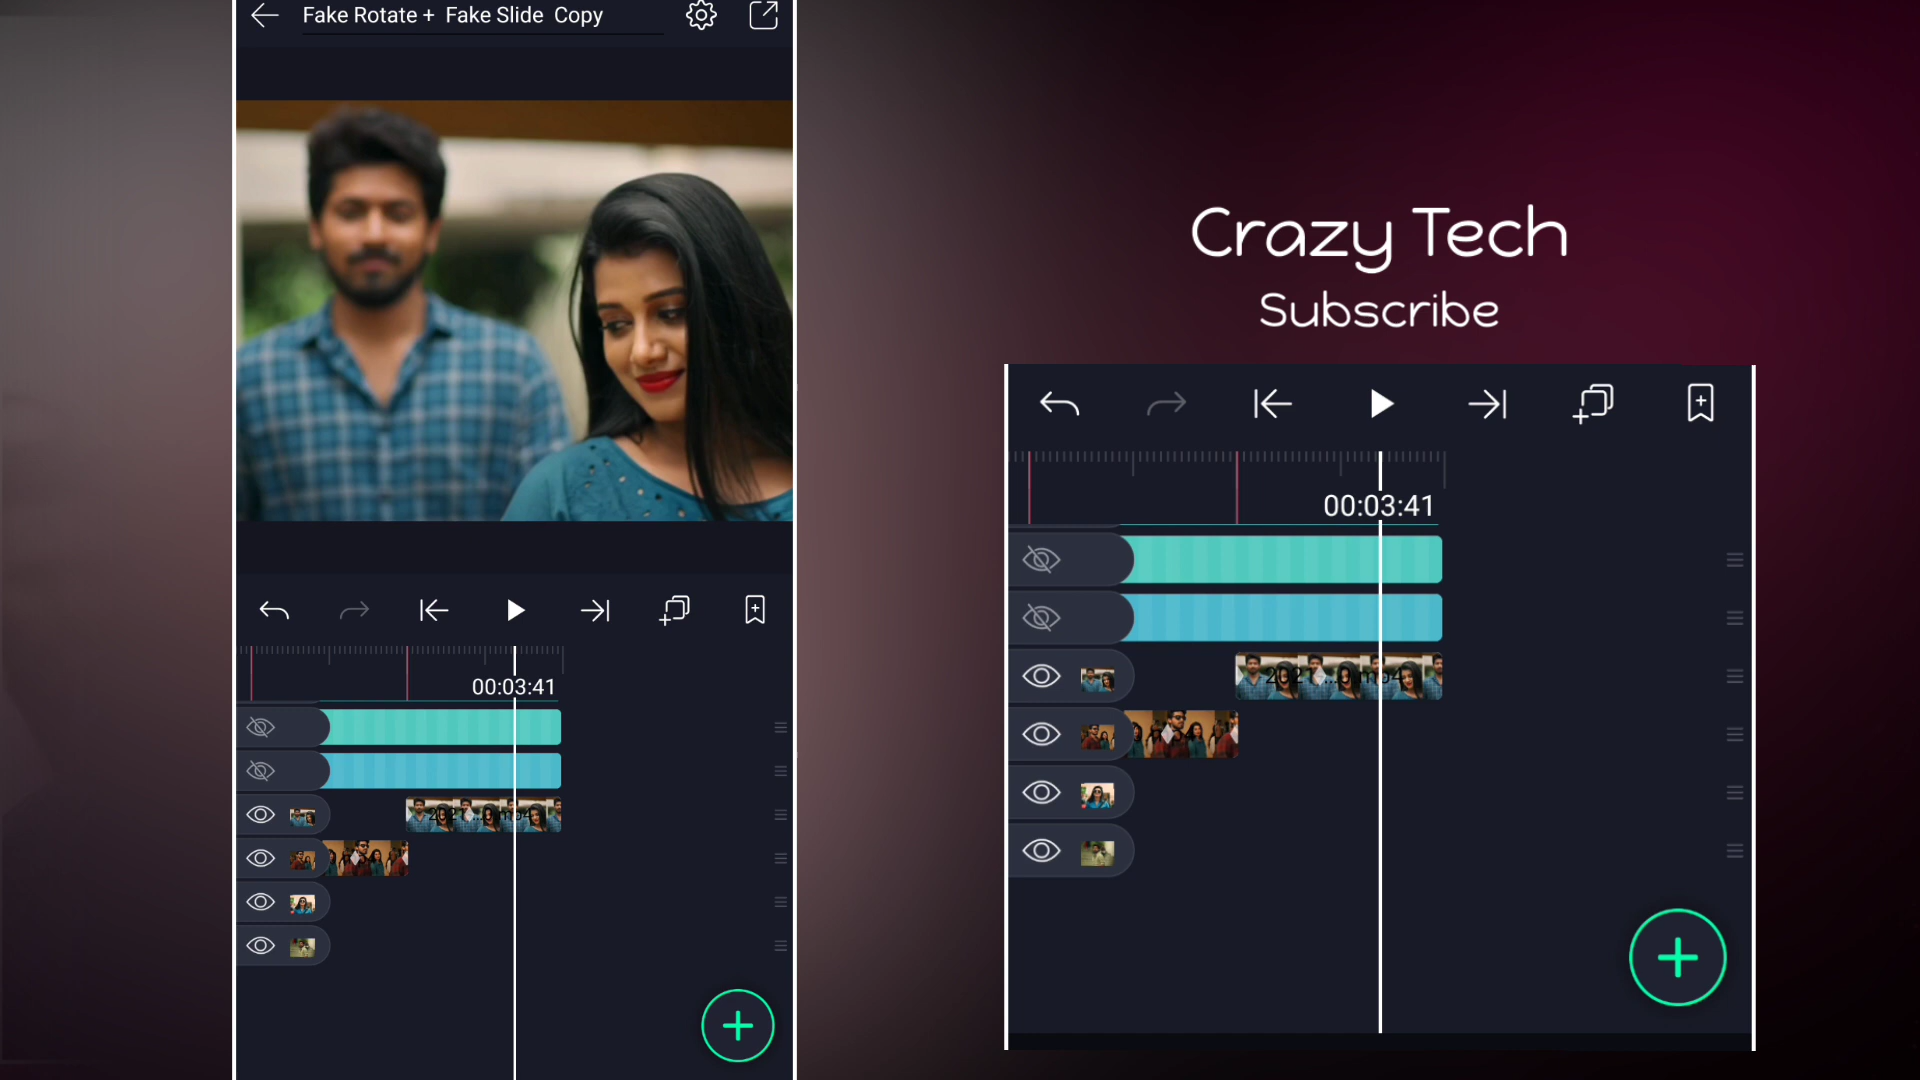 Fake Rotate + Fake Slide Copy
Crazy Tech
Subscribe
00:03:41
00:03:41